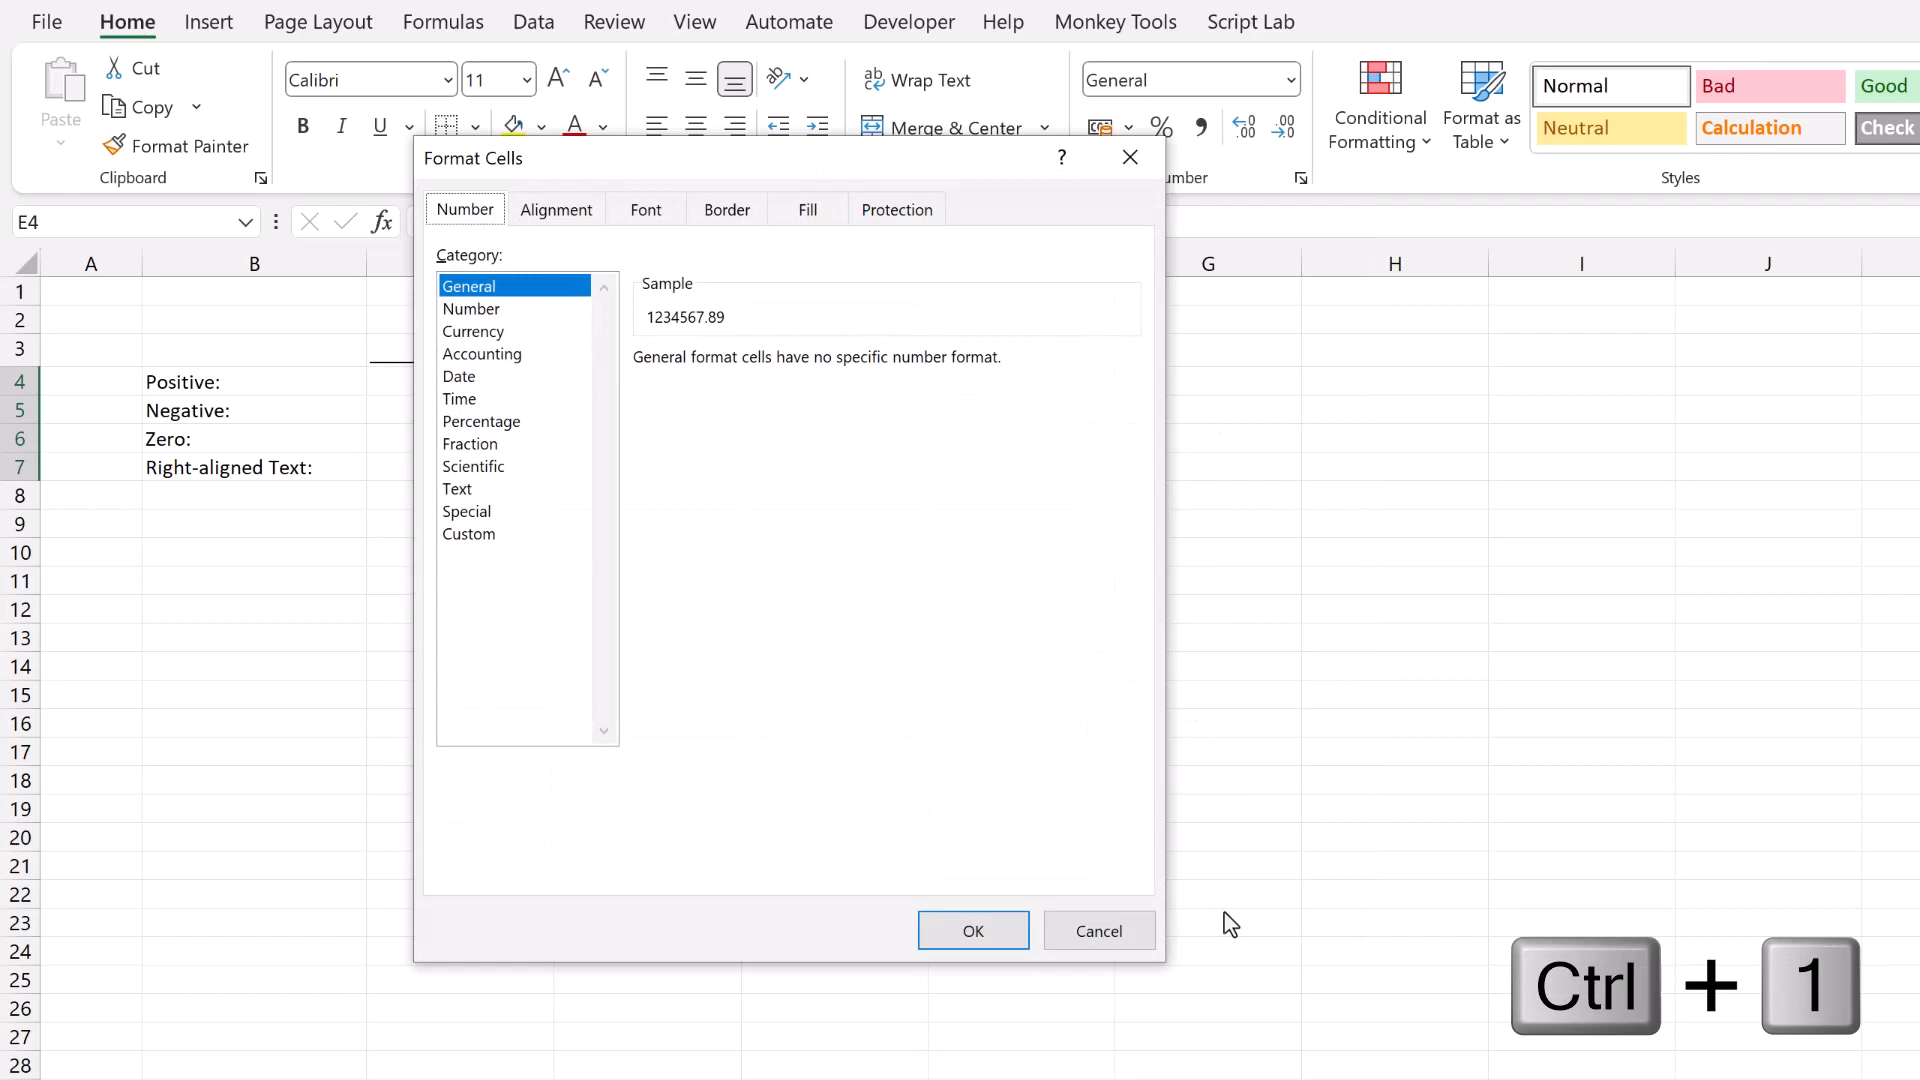 File Home Insert Page Layout Formulas Data Review View Automate Developer Help Monkey Tools Script Lab
Paste
Cut
Copy
Format Painter
Clipboard
Calibri 11
B I U
ab Wrap Text
Merge & Center
General
%
.00
.00
umber
Conditional Formatting
Format as Table
Normal Bad Good
Neutral Calculation Check
Styles
E4
fx
A B G H I J
1
2
3
4 Positive:
5 Negative:
6 Zero:
7 Right-aligned Text:
8
9
10
11
12
13
14
15
16
17
18
19
20
21
22
23
24
25
26
27
28
Format Cells ?
Number Alignment Font Border Fill Protection
Category:
General
Number
Currency
Accounting
Date
Time
Percentage
Fraction
Scientific
Text
Special
Custom
Sample
1234567.89
General format cells have no specific number format.
OK Cancel
Ctrl + 1